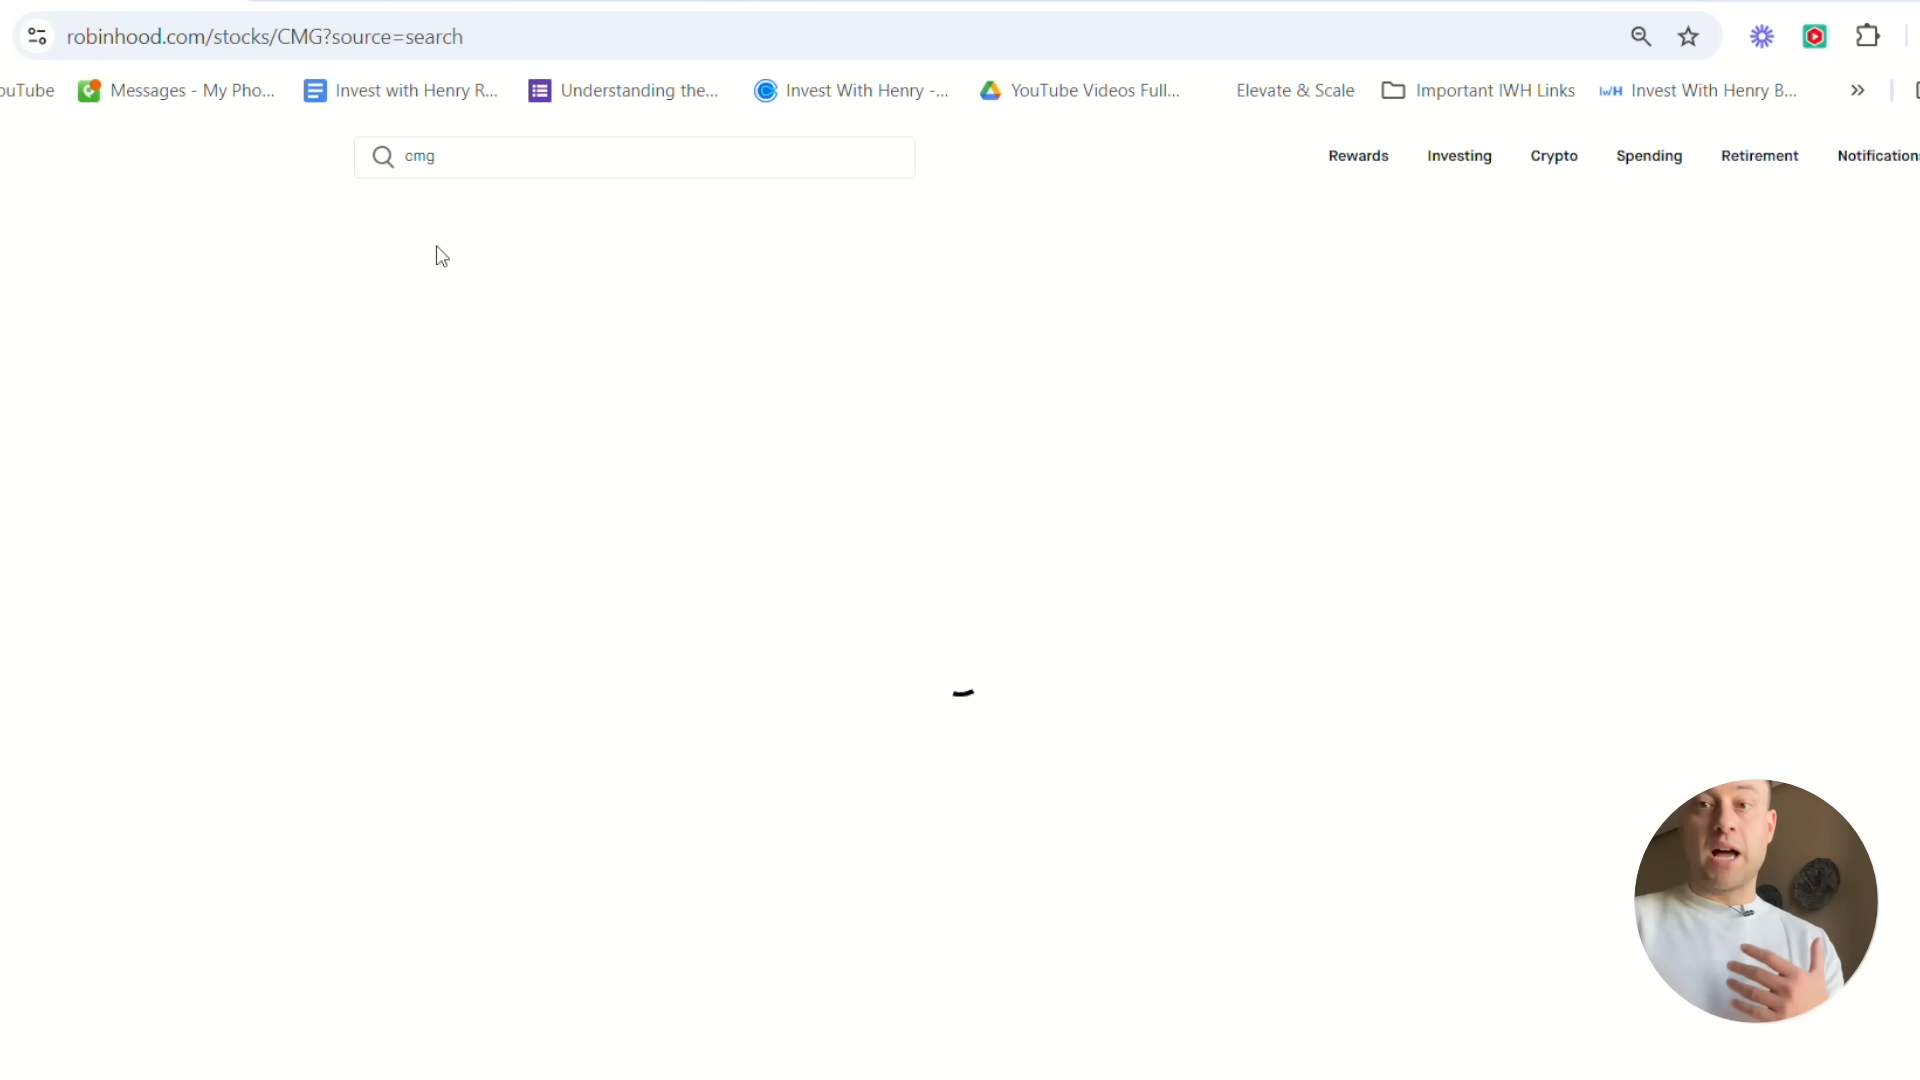 robinhood.com/stocks/CMG?source=search
ouTube Messages - My Pho... Invest with Henry R... Understanding the... Invest With Henry -... YouTube Videos Full... Elevate & Scale Important IWH Links IWH Invest With Henry B... »
cmg Rewards Investing Crypto Spending Retirement Notification